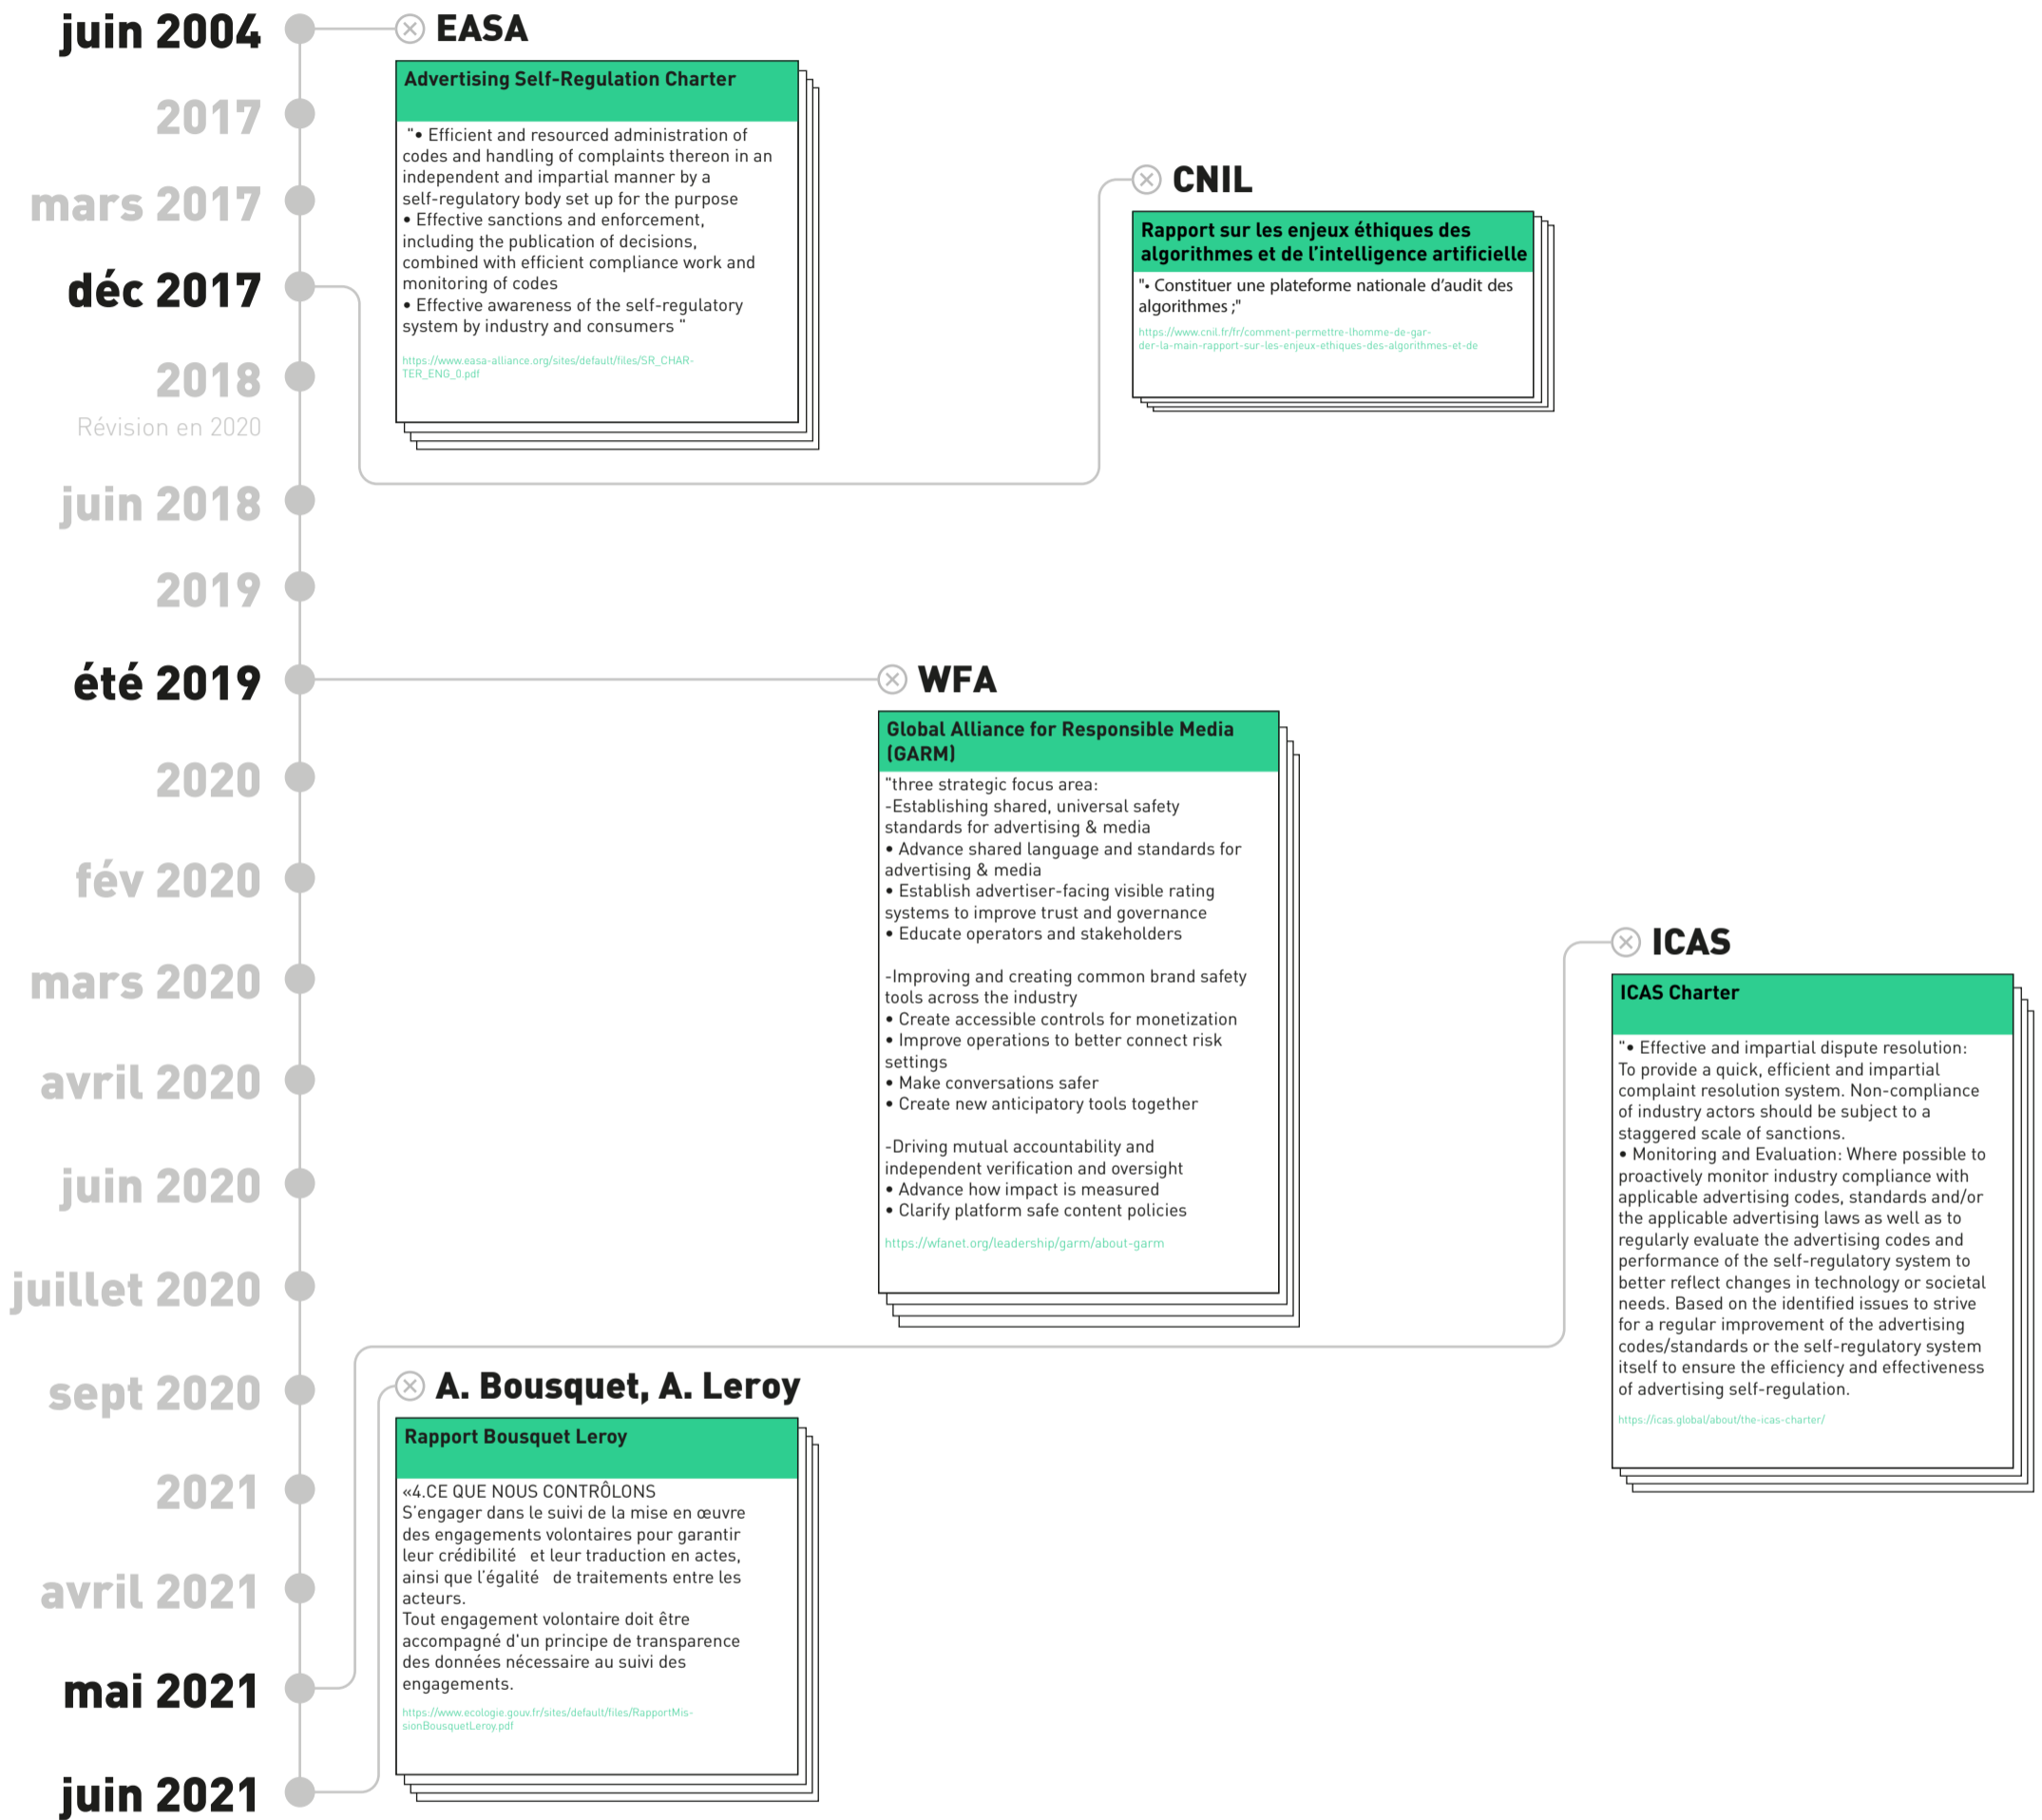 juin 2004
2017
mars 2017
déc 2017
2018
Révision en 2020
juin 2018
2019
été 2019
2020
fév 2020
mars 2020
avril 2020
juin 2020
juillet 2020
sept 2020
2021
avril 2021
mai 2021
juin 2021
EASA
Advertising Self-Regulation Charter
"• Efficient and resourced administration of
codes and handling of complaints thereon in an
independent and impartial manner by a
self-regulatory body set up for the purpose
• Effective sanctions and enforcement,
including the publication of decisions,
combined with efficient compliance work and
monitoring of codes
• Effective awareness of the self-regulatory
system by industry and consumers "
https://www.easa-alliance.org/sites/default/files/SR_CHAR-
TER_ENG_0.pdf
CNIL
Rapport sur les enjeux éthiques des
algorithmes et de l'intelligence artificielle
"• Constituer une plateforme nationale d'audit des
algorithmes ;"
https://www.cnil.fr/fr/comment-permettre-lhomme-de-gar-
der-la-main-rapport-sur-les-enjeux-ethiques-des-algorithmes-et-de
WFA
Global Alliance for Responsible Media
(GARM)
"three strategic focus area:
-Establishing shared, universal safety
standards for advertising & media
• Advance shared language and standards for
advertising & media
• Establish advertiser-facing visible rating
systems to improve trust and governance
• Educate operators and stakeholders
-Improving and creating common brand safety
tools across the industry
• Create accessible controls for monetization
• Improve operations to better connect risk
settings
• Make conversations safer
• Create new anticipatory tools together
-Driving mutual accountability and
independent verification and oversight
• Advance how impact is measured
• Clarify platform safe content policies
https://wfanet.org/leadership/garm/about-garm
ICAS
ICAS Charter
"• Effective and impartial dispute resolution:
To provide a quick, efficient and impartial
complaint resolution system. Non-compliance
of industry actors should be subject to a
staggered scale of sanctions.
• Monitoring and Evaluation: Where possible to
proactively monitor industry compliance with
applicable advertising codes, standards and/or
the applicable advertising laws as well as to
regularly evaluate the advertising codes and
performance of the self-regulatory system to
better reflect changes in technology or societal
needs. Based on the identified issues to strive
for a regular improvement of the advertising
codes/standards or the self-regulatory system
itself to ensure the efficiency and effectiveness
of advertising self-regulation.
https://icas.global/about/the-icas-charter/
A. Bousquet, A. Leroy
Rapport Bousquet Leroy
«4.CE QUE NOUS CONTRÔLONS
S'engager dans le suivi de la mise en œuvre
des engagements volontaires pour garantir
leur crédibilité et leur traduction en actes,
ainsi que l'égalité de traitements entre les
acteurs.
Tout engagement volontaire doit être
accompagné d'un principe de transparence
des données nécessaire au suivi des
engagements.
https://www.ecologie.gouv.fr/sites/default/files/RapportMis-
sionBousquetLeroy.pdf